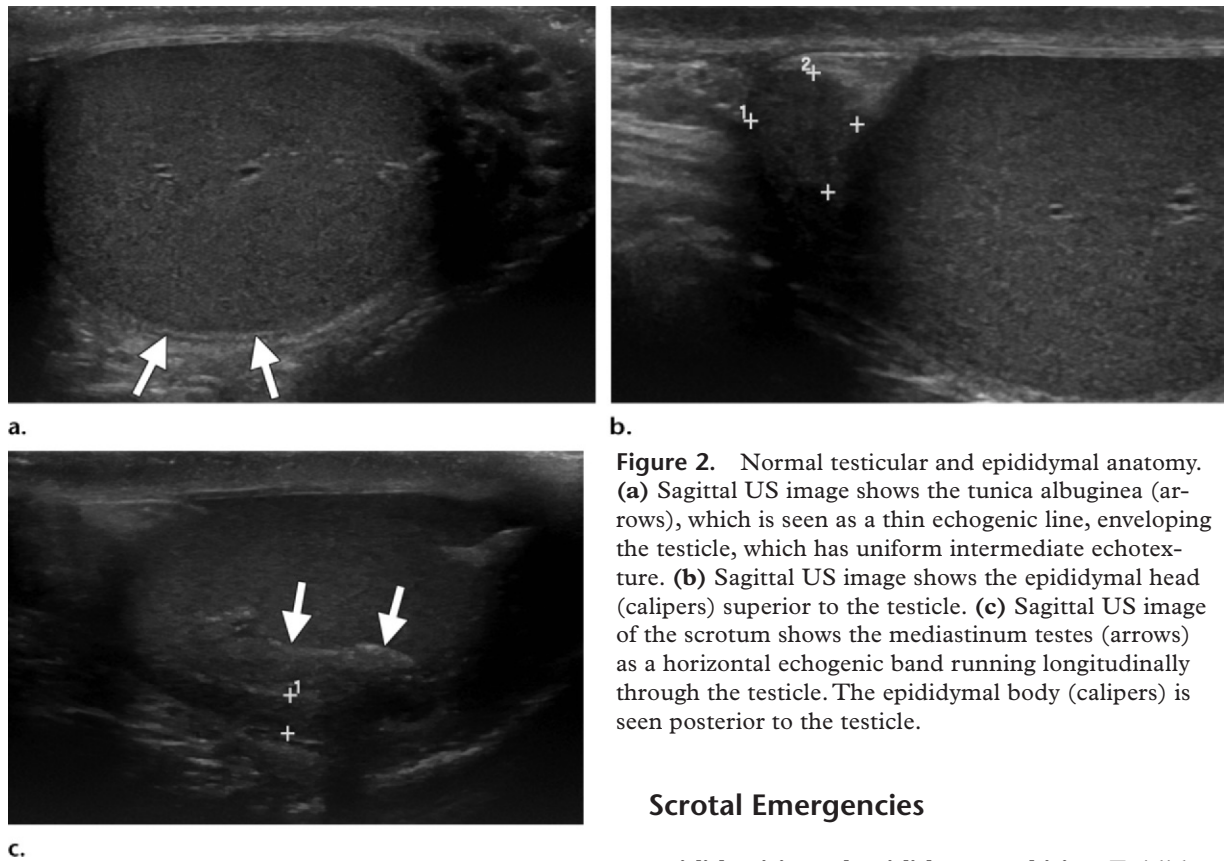 2
1
a.
b.
Figure 2. Normal testicular and epididymal anatomy.
(a) Sagittal US image shows the tunica albuginea (ar-
rows), which is seen as a thin echogenic line, enveloping
the testicle, which has uniform intermediate echotex-
ture. (b) Sagittal US image shows the epididymal head
(calipers) superior to the testicle. (c) Sagittal US image
of the scrotum shows the mediastinum testes (arrows)
as a horizontal echogenic band running longitudinally
through the testicle. The epididymal body (calipers) is
seen posterior to the testicle.
1
c.
Scrotal Emergencies